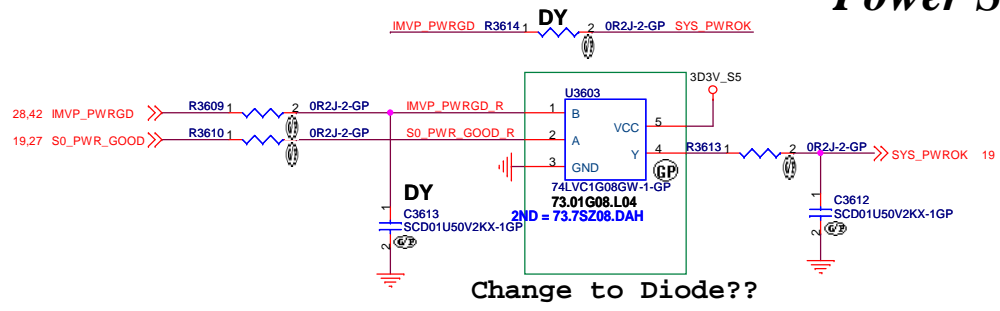 Power S
IMVP_PWRGD R3614 1 DY 2 0R2J-2-GP SYS_PWROK
3D3V_S5
U3603
28,42 IMVP_PWRGD R3609 1 2 0R2J-2-GP IMVP_PWRGD_R 1 B
VCC 5
19,27 S0_PWR_GOOD R3610 1 2 0R2J-2-GP S0_PWR_GOOD_R 2 A
3 GND Y 4 R3613 1 2 0R2J-2-GP SYS_PWROK 19
GP
74LVC1G08GW-1-GP
73.01G08.L04
2ND = 73.7SZ08.DAH
DY
1 C3613
SCD01U50V2KX-1GP
2
1 C3612
SCD01U50V2KX-1GP
2
Change to Diode??